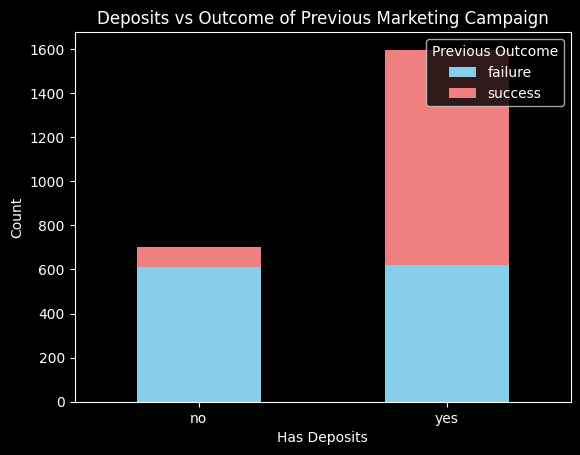 Deposits vs Outcome of Previous Marketing Campaign
Previous Outcome
failure
success
1600
1400
1200
1000
800
600
400
200
0
Count
no
yes
Has Deposits